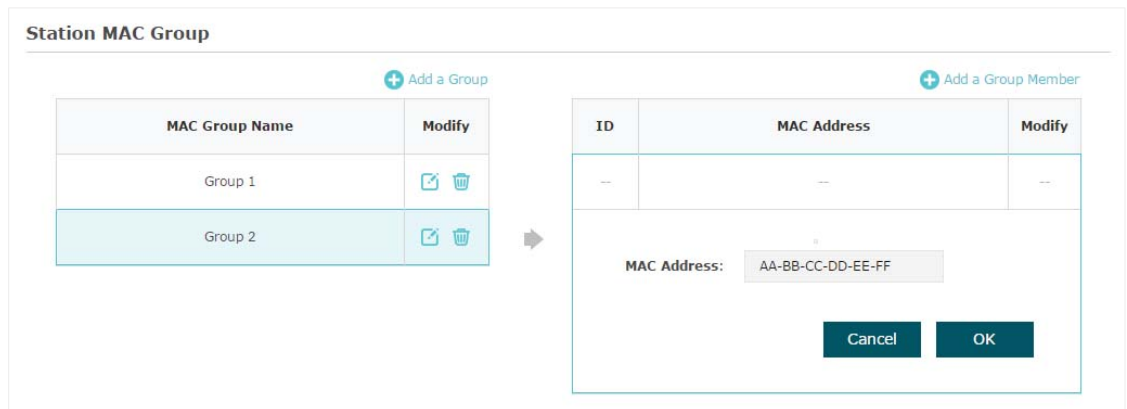 Station MAC Group
Add a Group
MAC Group Name Modify
Group 1
Group 2
Add a Group Member
ID MAC Address Modify
-- -- --
MAC Address: AA-BB-CC-DD-EE-FF
Cancel OK